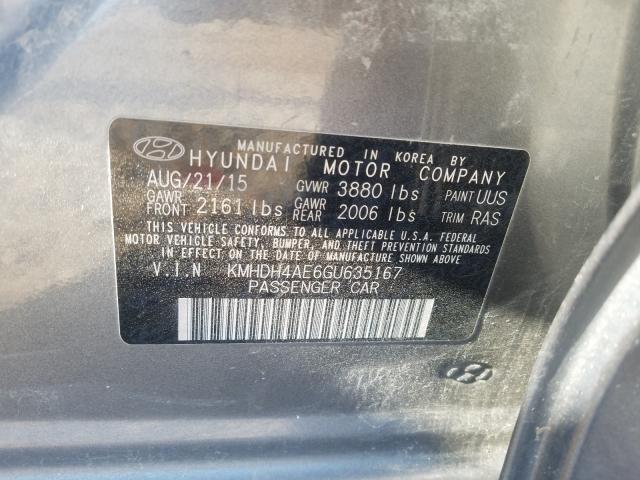 MANUFACTURED IN KOREA BY
HYUNDAI MOTOR COMPANY
AUG/21/15 GVWR 3880 lbs PAINT UUS
GAWR FRONT 2161 lbs GAWR REAR 2006 lbs TRIM RAS
THIS VEHICLE CONFORMS TO ALL APPLICABLE U.S.A. FEDERAL
MOTOR VEHICLE SAFETY, BUMPER, AND THEFT PREVENTION STANDARDS
IN EFFECT ON THE DATE OF MANUFACTURE SHOWN ABOVE.
V.I.N KMHDH4AE6GU635167
PASSENGER CAR